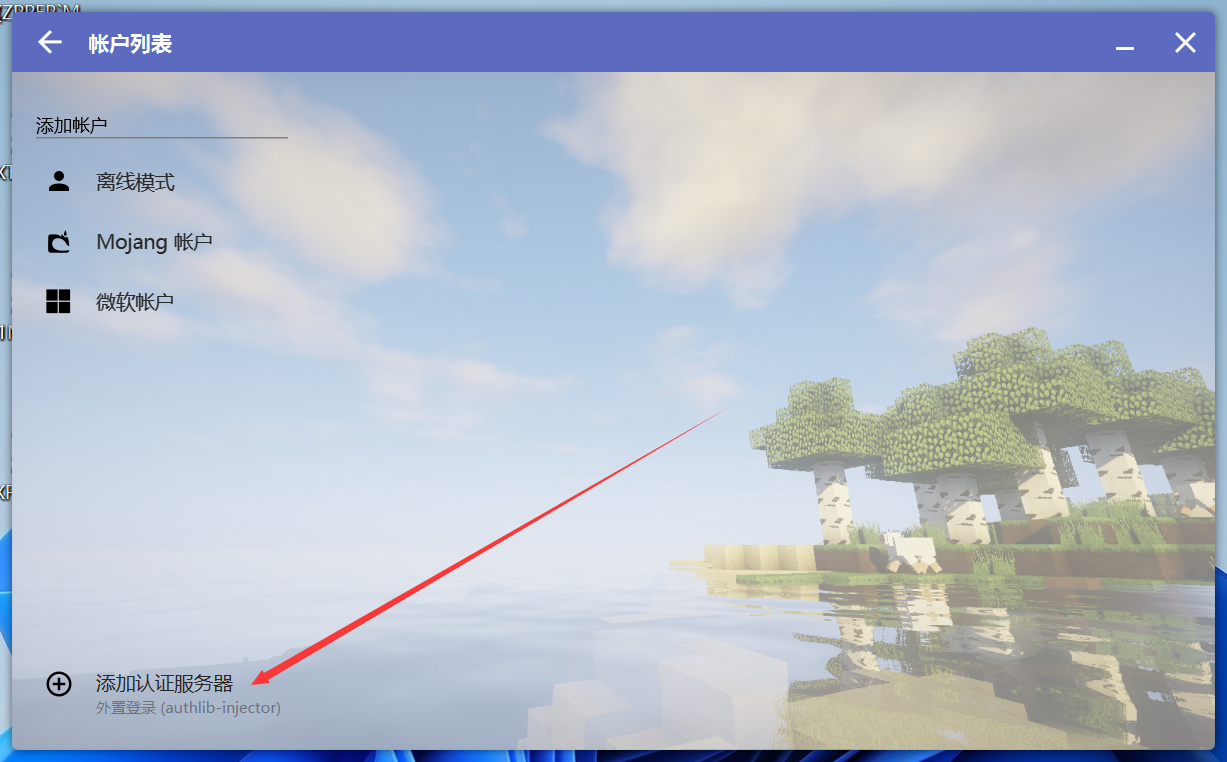 帐户列表
添加帐户
离线模式
Mojang 帐户
微软帐户
添加认证服务器
外置登录 (authlib-injector)